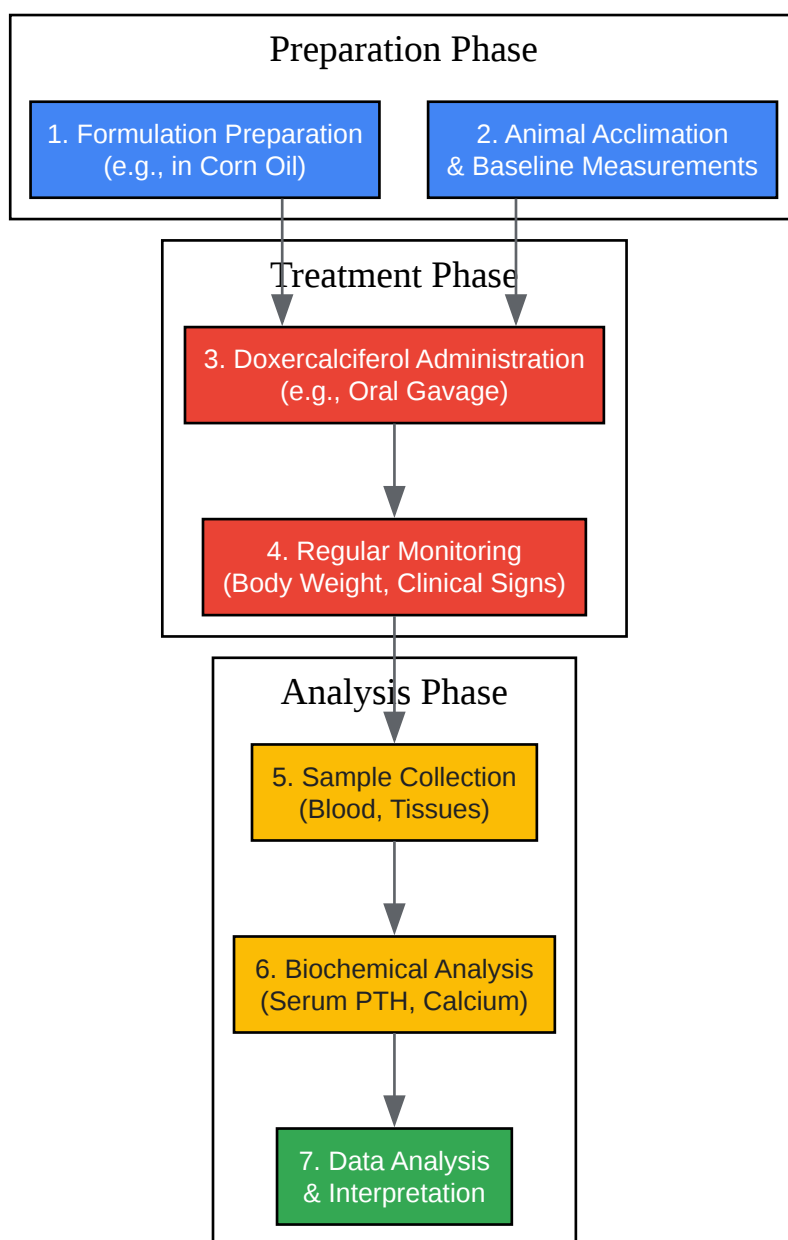 Preparation Phase
1. Formulation Preparation
(e.g., in Corn Oil)
2. Animal Acclimation
& Baseline Measurements
Treatment Phase
3. Doxercalciferol Administration
(e.g., Oral Gavage)
4. Regular Monitoring
(Body Weight, Clinical Signs)
Analysis Phase
5. Sample Collection
(Blood, Tissues)
6. Biochemical Analysis
(Serum PTH, Calcium)
7. Data Analysis
& Interpretation